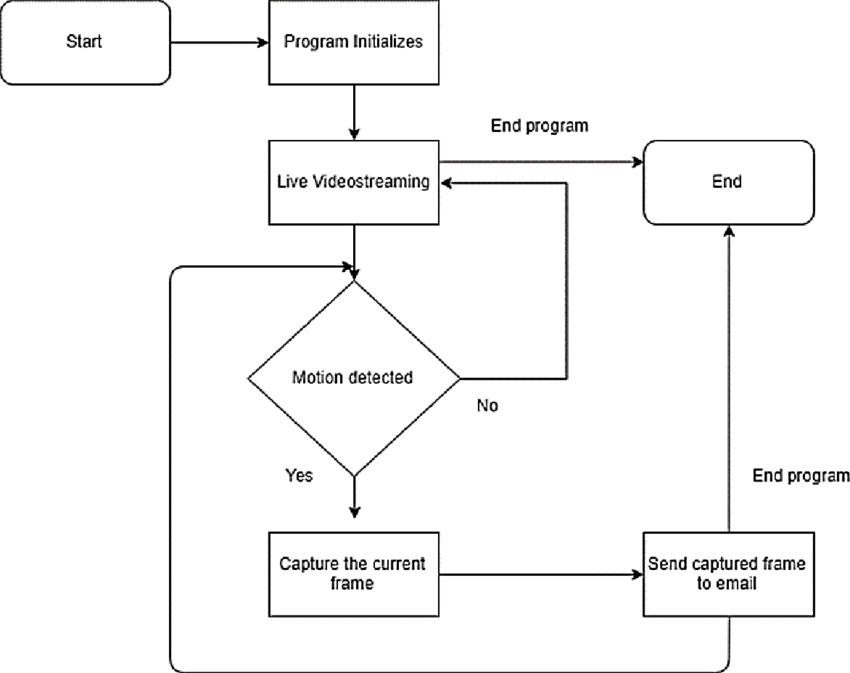 Start
Program Initializes
End program
Live Videostreaming
End
Motion detected
No
Yes
End program
Capture the current
frame
Send captured frame
to email